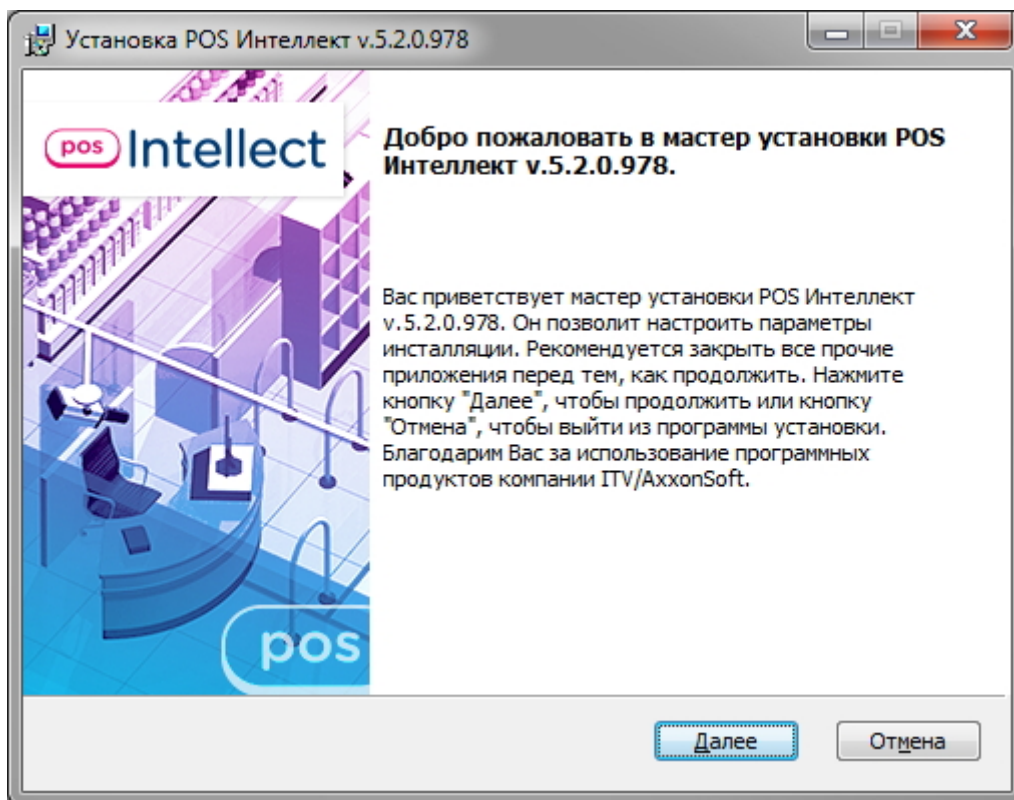 Установка POS Интеллект v.5.2.0.978
pos Intellect
Добро пожаловать в мастер установки POS
Интеллект v.5.2.0.978.
Вас приветствует мастер установки POS Интеллект
v.5.2.0.978. Он позволит настроить параметры
инсталляции. Рекомендуется закрыть все прочие
приложения перед тем, как продолжить. Нажмите
кнопку "Далее", чтобы продолжить или кнопку
"Отмена", чтобы выйти из программы установки.
Благодарим Вас за использование программных
продуктов компании ITV/AxxonSoft.
pos
Далее
Отмена